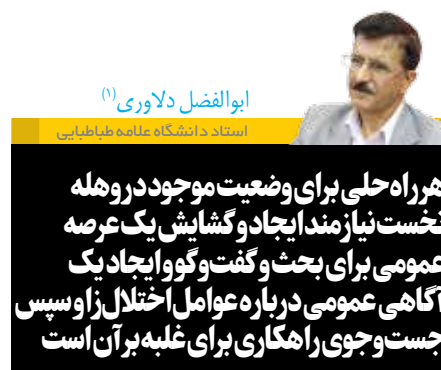 ابوالفضل دلاوری(۱)
استاد دانشگاه علامه طباطبایی
هر راه حلی برای وضعیت موجود در وهله
نخست نیازمند ایجاد و گشایش یک عرصه
عمومی برای بحث و گفت‌وگو و ایجاد یک
آگاهی عمومی درباره عوامل اختلال‌زا و سپس
جست‌وجوی راهکاری برای غلبه بر آن است